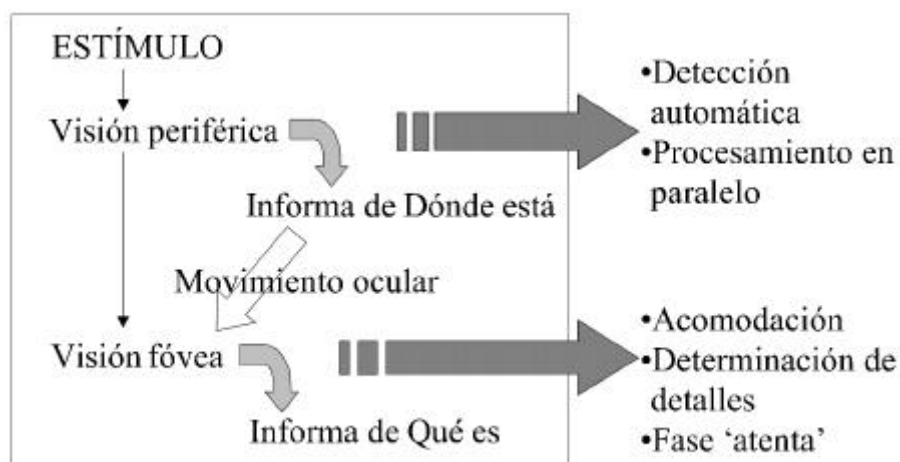 ESTÍMULO
Visión periférica
Informa de Dónde está
Movimiento ocular
Visión fóvea
Informa de Qué es
•Detección
automática
•Procesamiento en
paralelo
•Acomodación
•Determinación de
detalles
•Fase ‘atenta’